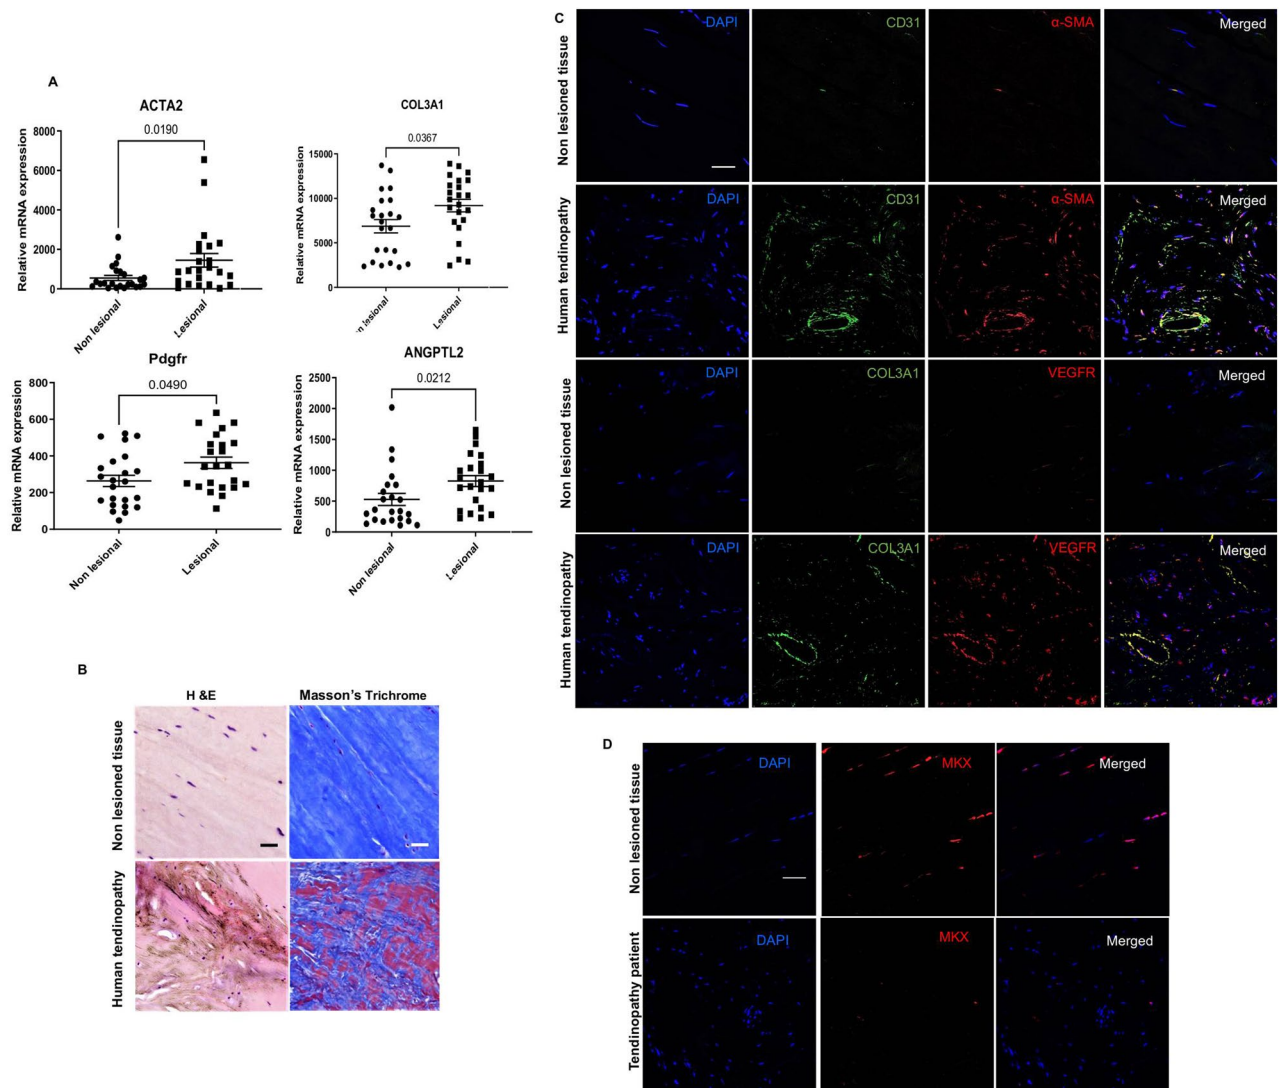 A
ACTA2
Relative mRNA expression
8000
6000
4000
2000
0
0.0190
Non lesional
Lesional
COL3A1
Relative mRNA expression
15000
10000
5000
0
0.0367
n lesional
Lesional
Pdgfr
Relative mRNA expression
800
600
400
200
0
0.0490
Non lesional
Lesional
ANGPTL2
Relative mRNA expression
2500
2000
1500
1000
500
0
0.0212
Non lesional
Lesional
B
H &E
Masson's Trichrome
Non lesioned tissue
Human tendinopathy
C
Non lesioned tissue
DAPI
CD31
α-SMA
Merged
Human tendinopathy
DAPI
CD31
α-SMA
Merged
Non lesioned tissue
DAPI
COL3A1
VEGFR
Merged
Human tendinopathy
DAPI
COL3A1
VEGFR
Merged
D
Non lesioned tissue
DAPI
MKX
Merged
Tendinopathy patient
DAPI
MKX
Merged